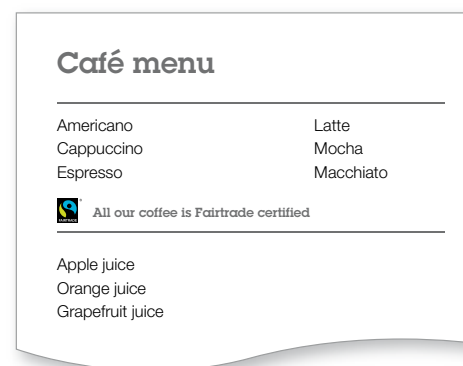 Café menu
Americano
Cappuccino
Espresso
Latte
Mocha
Macchiato
FAIRTRADE
All our coffee is Fairtrade certified
Apple juice
Orange juice
Grapefruit juice